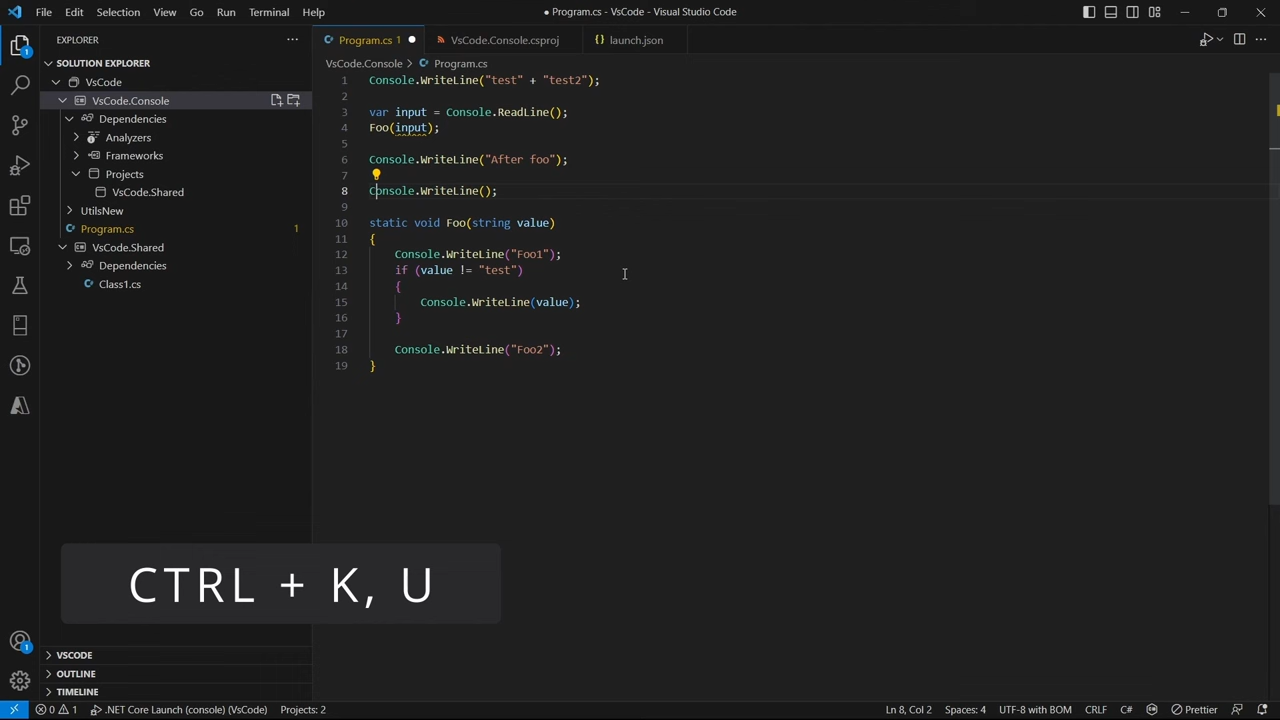 File Edit Selection View Go Run Terminal Help
● Program.cs - VsCode - Visual Studio Code
EXPLORER
SOLUTION EXPLORER
VsCode
VsCode.Console
Dependencies
Analyzers
Frameworks
Projects
VsCode.Shared
UtilsNew
Program.cs 1
VsCode.Shared
Dependencies
Class1.cs
VSCODE
OUTLINE
TIMELINE
1
1
Program.cs 1 ●
VsCode.Console.csproj
launch.json
VsCode.Console > Program.cs
1 Console.WriteLine("test" + "test2");
2
3 var input = Console.ReadLine();
4 Foo(input);
5
6 Console.WriteLine("After foo");
7
8 Console.WriteLine();
9
10 static void Foo(string value)
11 {
12 Console.WriteLine("Foo1");
13 if (value != "test")
14 {
15 Console.WriteLine(value);
16 }
17
18 Console.WriteLine("Foo2");
19 }
CTRL + K, U
0 1 .NET Core Launch (console) (VsCode) Projects: 2 Ln 8, Col 2 Spaces: 4 UTF-8 with BOM CRLF C# Prettier